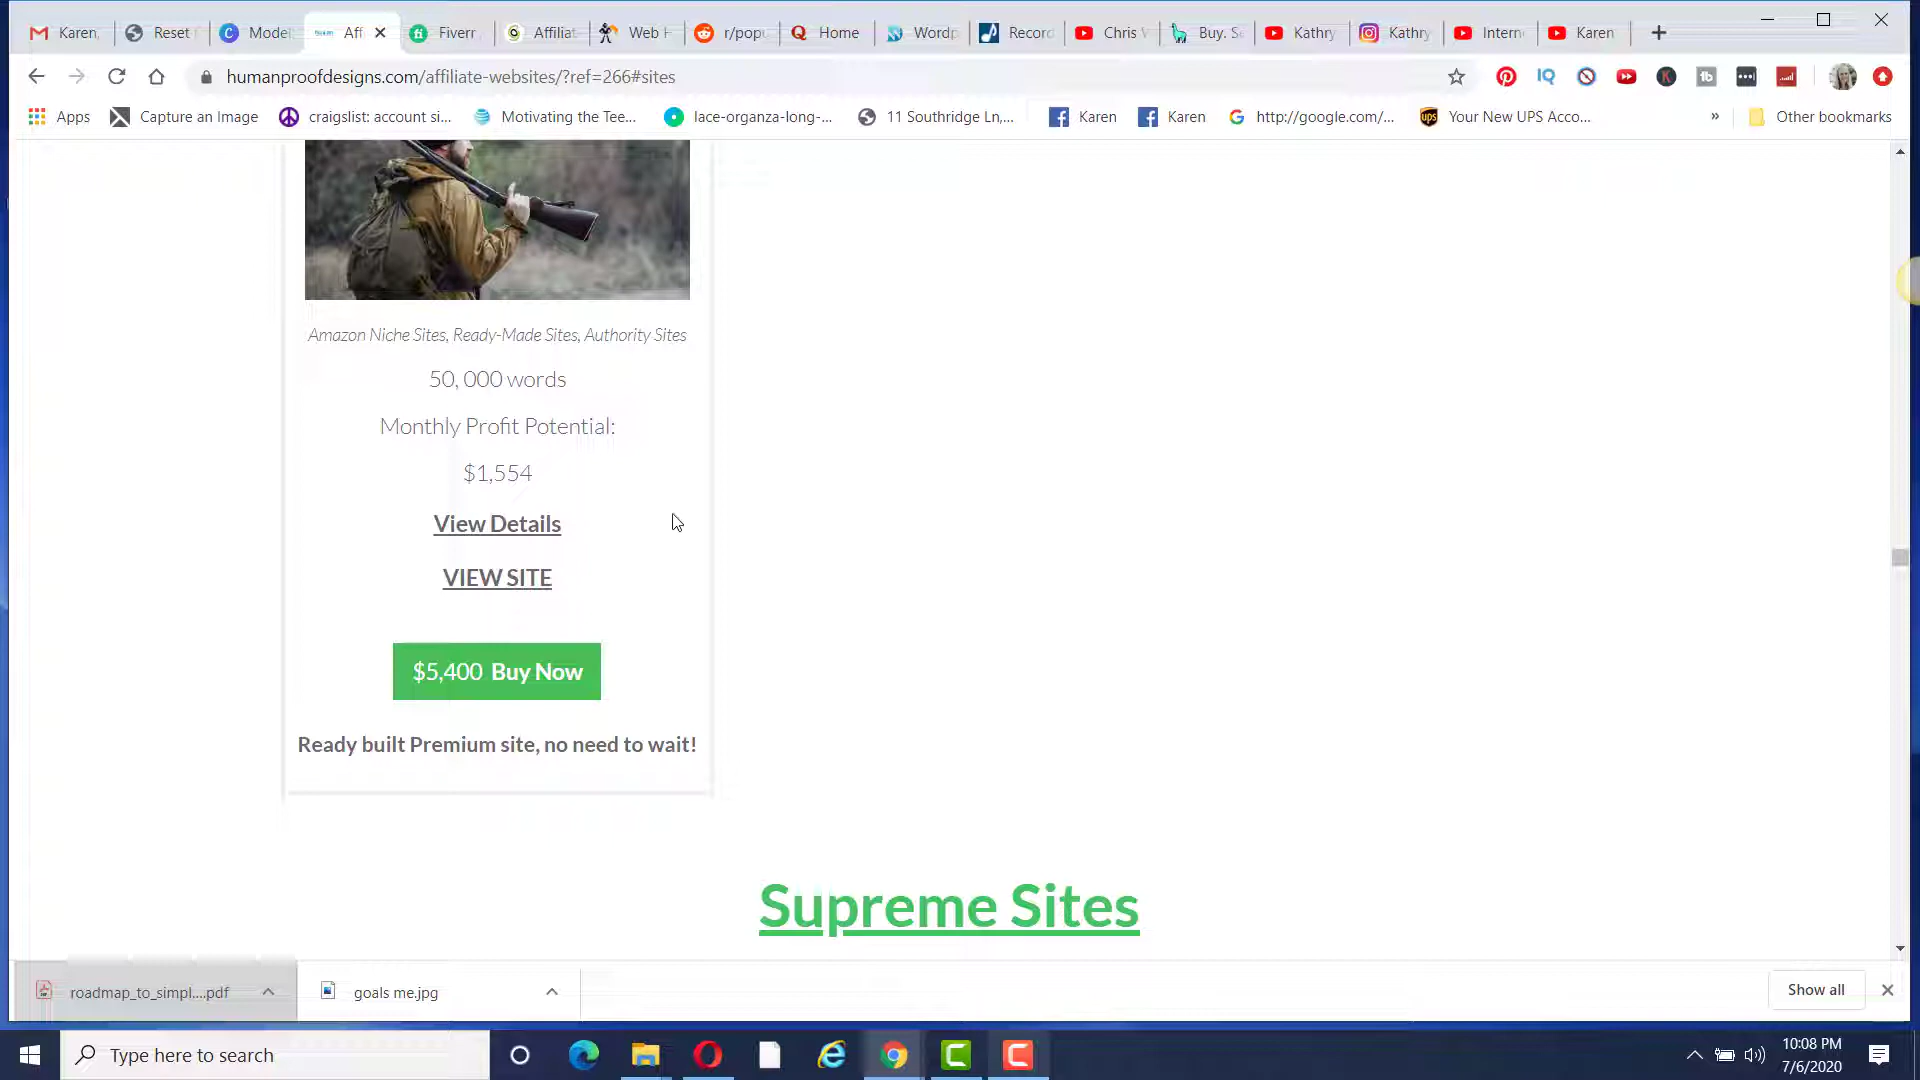 Karen,
Reset
Model
Aff
Fiverr
Affiliat
Web H
r/popu
Home
Wordp
Record
Chris V
Buy. Se
Kathry
Kathry
Intern
Karen
humanproofdesigns.com/affiliate-websites/?ref=266#sites
Apps
Capture an Image
craigslist: account si...
Motivating the Tee...
lace-organza-long-...
11 Southridge Ln,...
Karen
Karen
http://google.com/...
Your New UPS Acco...
»
Other bookmarks
Amazon Niche Sites, Ready-Made Sites, Authority Sites
50, 000 words
Monthly Profit Potential:
$1,554
View Details
VIEW SITE
$5,400 Buy Now
Ready built Premium site, no need to wait!
Supreme Sites
roadmap_to_simpl....pdf
goals me.jpg
Show all
Type here to search
10:08 PM
7/6/2020